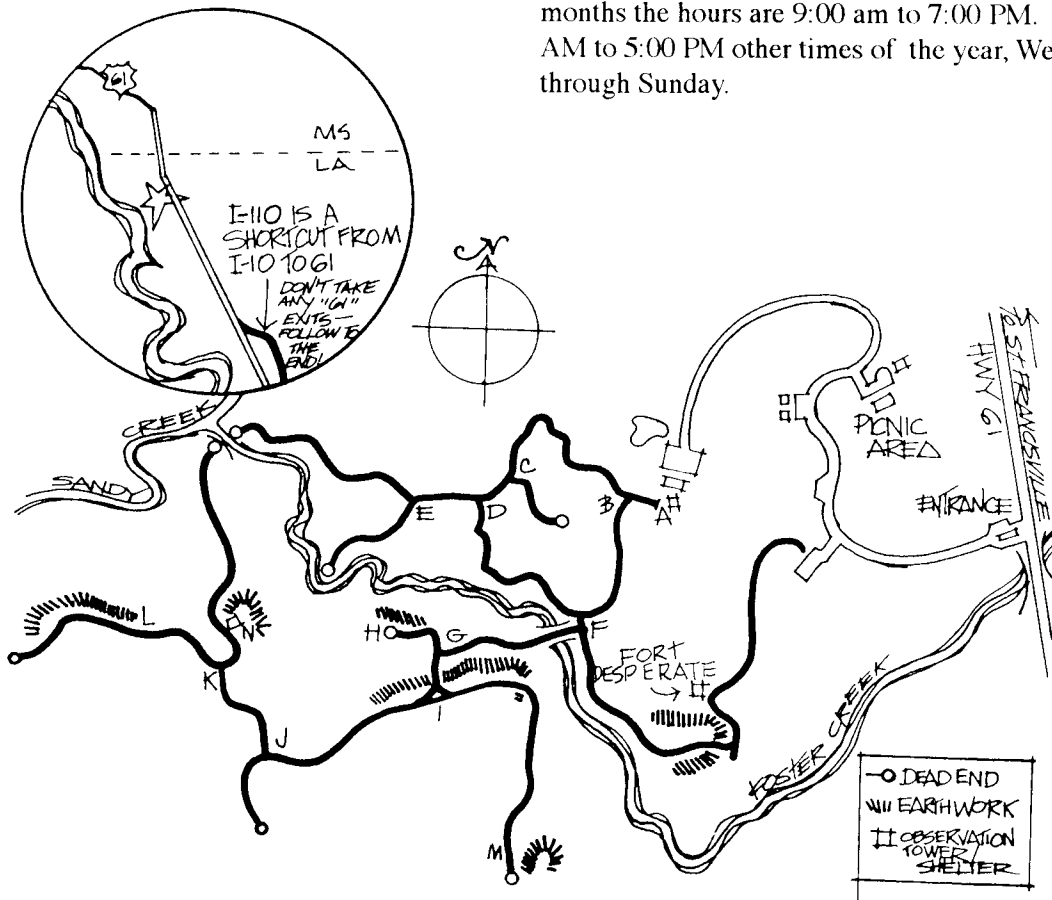 months the hours are 9:00 am to 7:00 PM.
AM to 5:00 PM other times of the year, We
through Sunday.
61
MS
LA
I-110 IS A
SHORTCUT FROM
I-10 TO 61
DON'T TAKE
ANY "61"
EXITS—
FOLLOW TO
THE
END!
N
TO ST. FRANCISVILLE
HWY 61
PICNIC
AREA
ENTRANCE
SANDY CREEK
C
E
D
B
A
L
N
H
G
F
FORT
DESPERATE
K
I
J
FOSTER CREEK
M
DEAD END
EARTHWORK
OBSERVATION
TOWER/
SHELTER